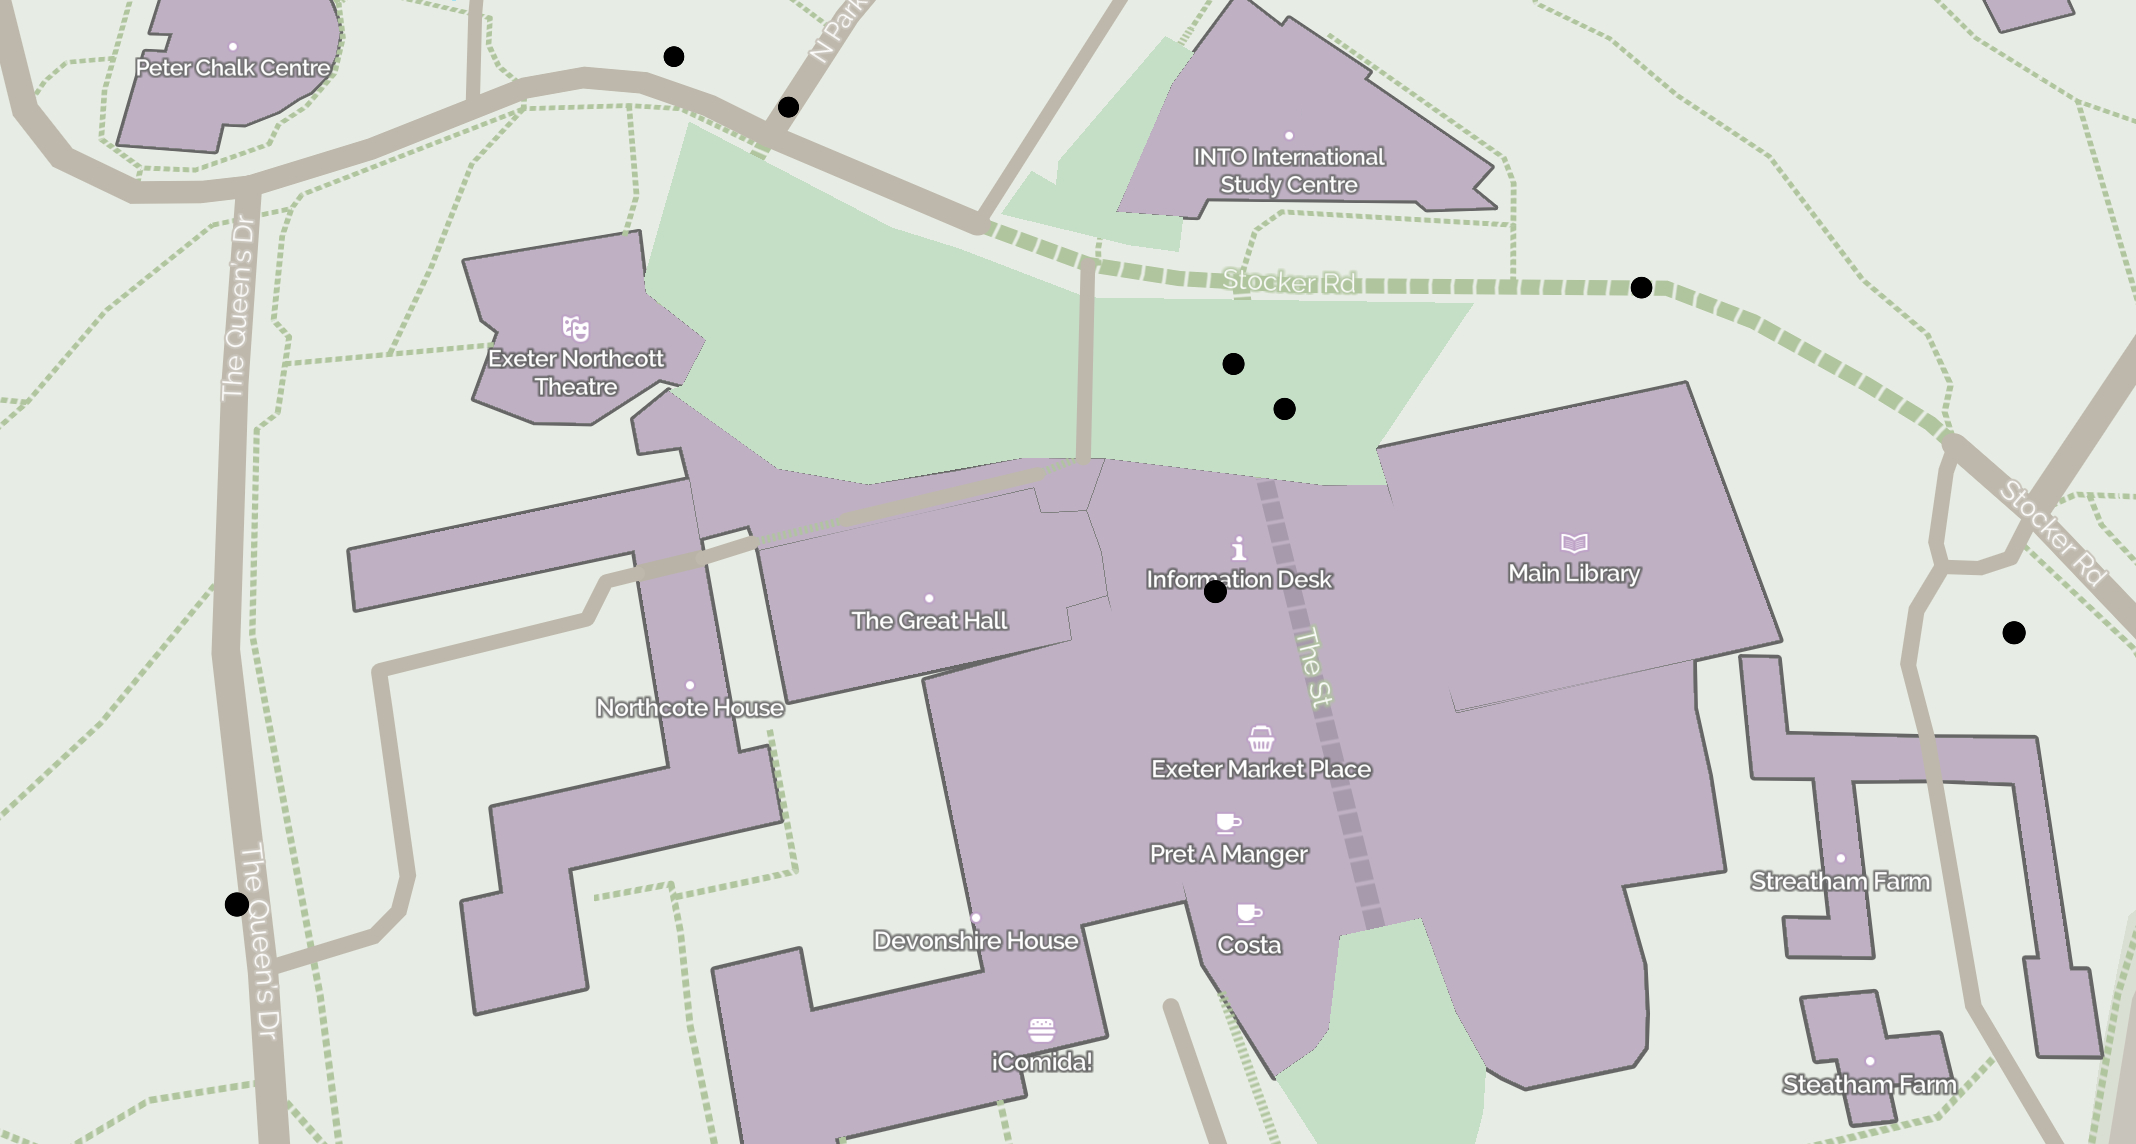 N Park
Peter Chalk Centre
INTO International
Study Centre
Stocker Rd
The Queen's Dr
Exeter Northcott
Theatre
Stocker Rd
Information Desk
Main Library
The Great Hall
The St
Northcote House
Exeter Market Place
Pret A Manger
Streatham Farm
The Queen's Dr
Devonshire House
Costa
iComida!
Steatham Farm